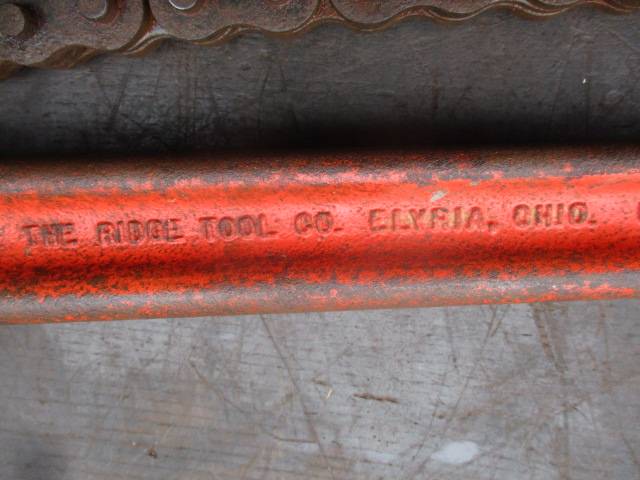 THE RIDGE TOOL CO. ELYRIA, OHIO.